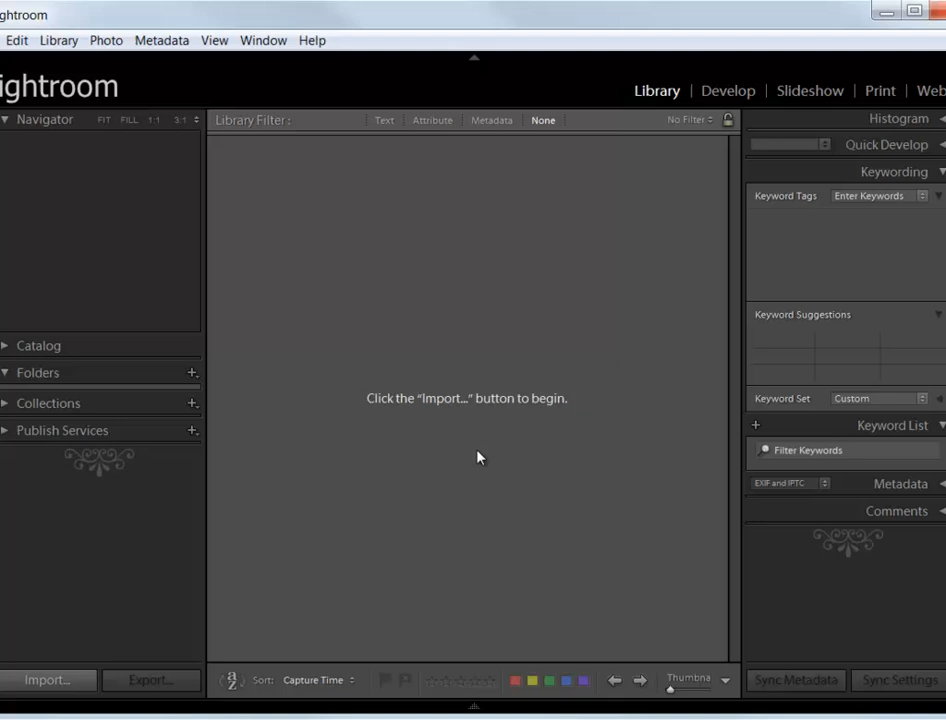 ghtroom
Edit Library Photo Metadata View Window Help
ightroom
Library | Develop | Slideshow | Print | Web
Navigator FIT FILL 1:1 3:1
Library Filter : Text Attribute Metadata None No Filter
Histogram
Quick Develop
Keywording
Keyword Tags Enter Keywords
Keyword Suggestions
Catalog
Folders
Click the "Import..." button to begin.
Keyword Set Custom
Collections
Keyword List
Publish Services
Filter Keywords
EXIF and IPTC Metadata
Comments
Import... Export...
Sort: Capture Time
Thumbna
Sync Metadata Sync Settings